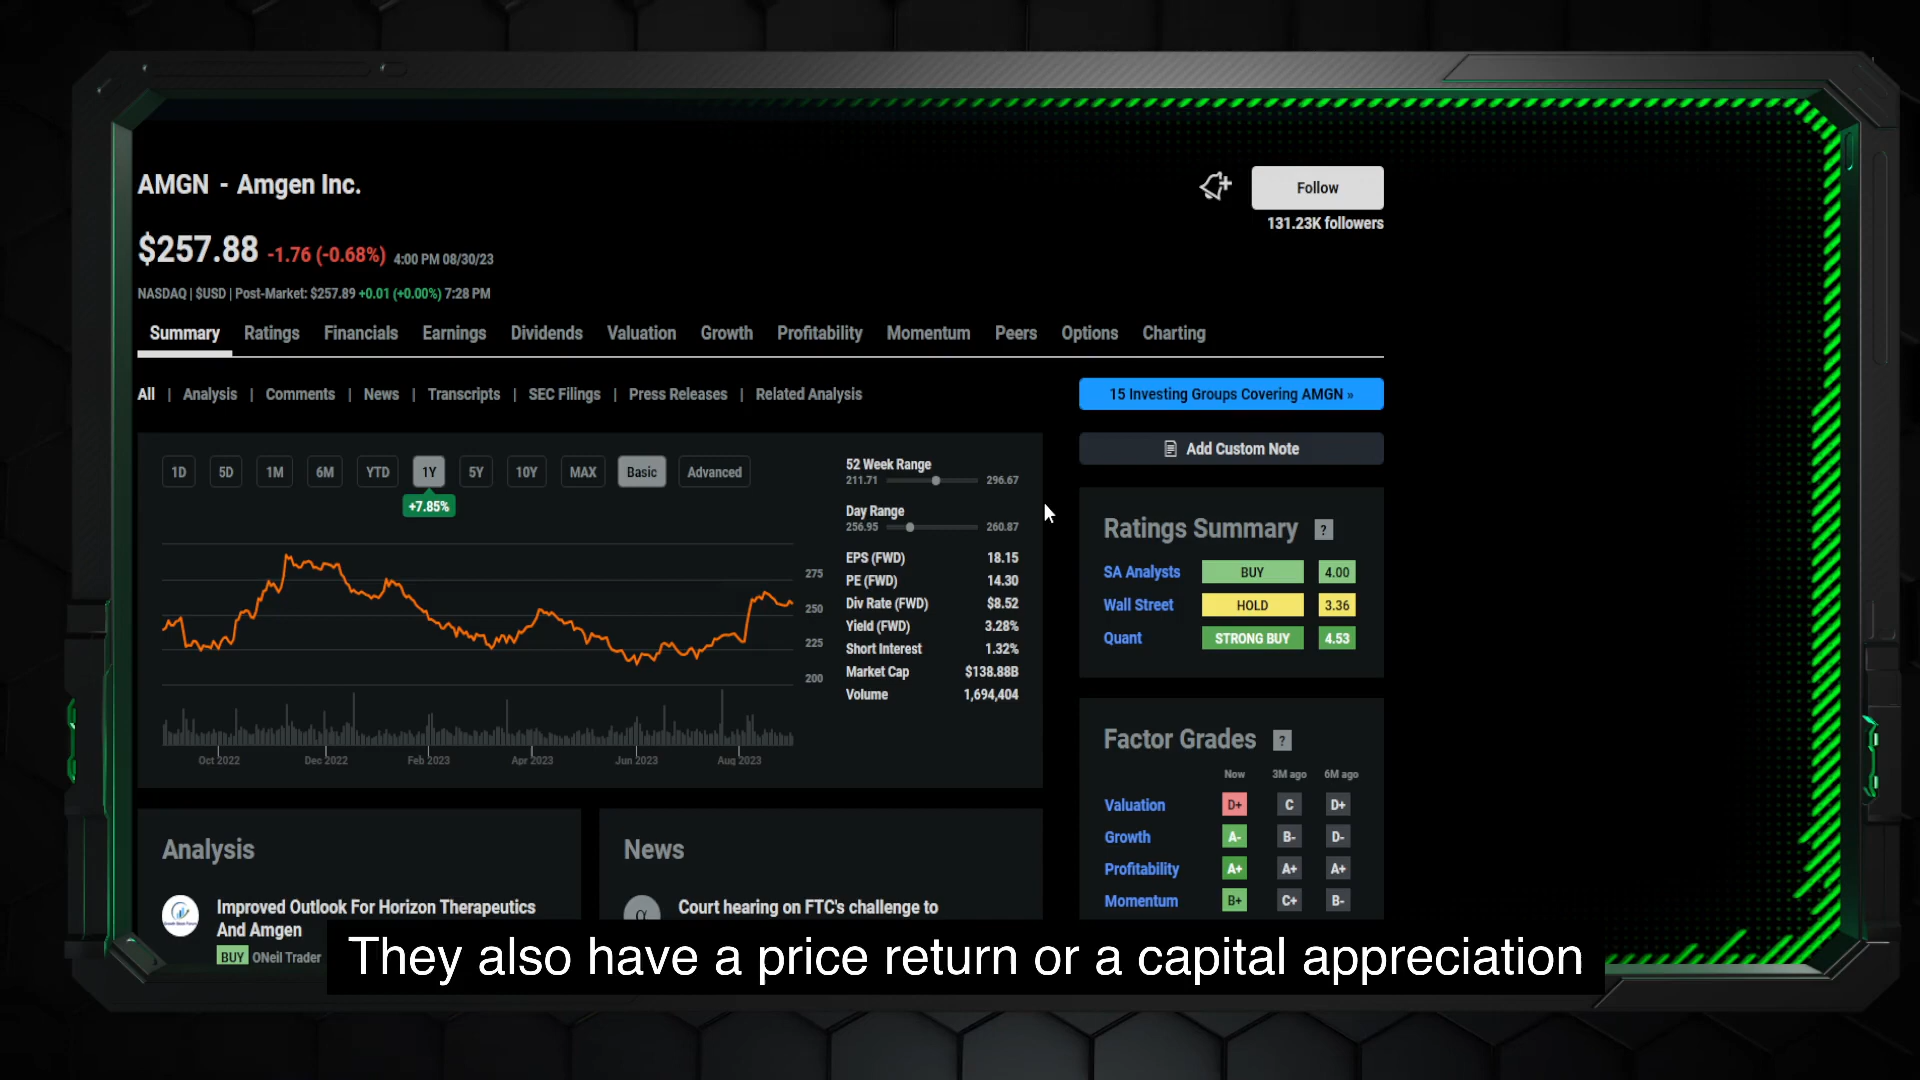 AMGN - Amgen Inc.
Follow
131.23K followers
$257.88 -1.76 (-0.68%) 4:00 PM 08/30/23
NASDAQ | $USD | Post-Market: $257.89 +0.01 (+0.00%) 7:28 PM
Summary Ratings Financials Earnings Dividends Valuation Growth Profitability Momentum Peers Options Charting
All | Analysis | Comments | News | Transcripts | SEC Filings | Press Releases | Related Analysis
15 Investing Groups Covering AMGN »
Add Custom Note
1D 5D 1M 6M YTD 1Y 5Y 10Y MAX Basic Advanced
+7.85%
275
250
225
200
Oct 2022 Dec 2022 Feb 2023 Apr 2023 Jun 2023 Aug 2023
52 Week Range
211.71 296.67
Day Range
256.95 260.87
EPS (FWD) 18.15
PE (FWD) 14.30
Div Rate (FWD) $8.52
Yield (FWD) 3.28%
Short Interest 1.32%
Market Cap $138.88B
Volume 1,694,404
Ratings Summary ?
SA Analysts BUY 4.00
Wall Street HOLD 3.36
Quant STRONG BUY 4.53
Factor Grades ?
Now 3M ago 6M ago
Valuation D+ C D+
Growth A- B- D-
Profitability A+ A+ A+
Momentum B+ C+ B-
Analysis
Improved Outlook For Horizon Therapeutics
And Amgen
BUY ONeil Trader
News
α
Court hearing on FTC's challenge to
They also have a price return or a capital appreciation